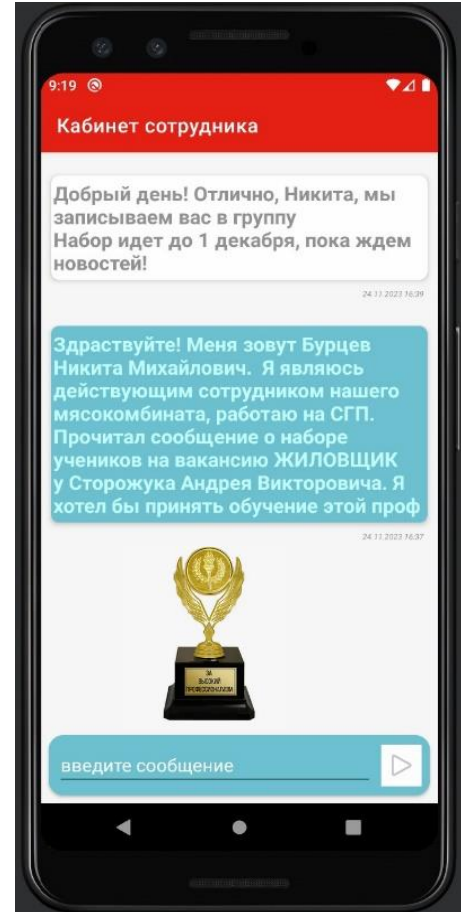 9:19
Кабинет сотрудника
Добрый день! Отлично, Никита, мы
записываем вас в группу
Набор идет до 1 декабря, пока ждем
новостей!
24.11.2023 16:39
Здраствуйте! Меня зовут Бурцев
Никита Михайлович. Я являюсь
действующим сотрудником нашего
мясокомбината, работаю на СГП.
Прочитал сообщение о наборе
учеников на вакансию ЖИЛОВЩИК
у Сторожука Андрея Викторовича. Я
хотел бы принять обучение этой проф
24.11.2023 16:37
ЗА
ВЫСОКИЙ
ПРОФЕССИОНАЛИЗМ
введите сообщение